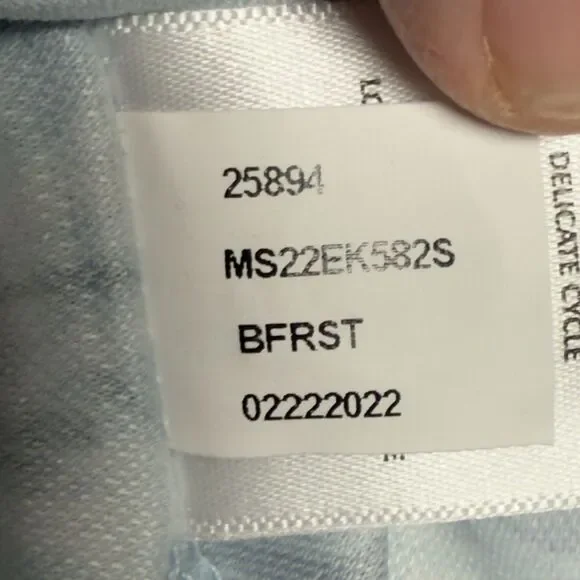 25894
MS22EK582S
BFRST
02222022
DELICATE CYCLE